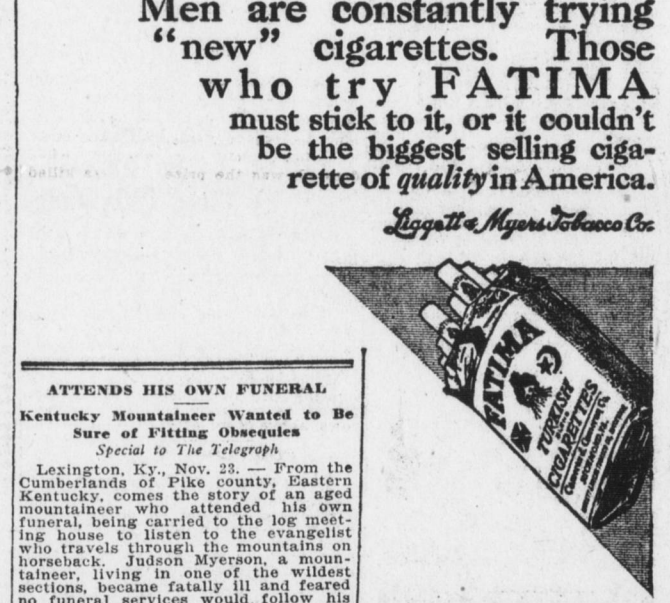 Men are constantly trying
"new" cigarettes. Those
who try FATIMA
must stick to it, or it couldn't
be the biggest selling ciga-
rette of quality in America.
Liggett & Myers Tobacco Co.
FATIMA
TURKISH
CIGARETTES
ATTENDS HIS OWN FUNERAL
Kentucky Mountaineer Wanted to Be
Sure of Fitting Obsequies
Special to The Telegraph
Lexington, Ky., Nov. 23. — From the
Cumberlands of Pike county, Eastern
Kentucky, comes the story of an aged
mountaineer who attended his own
funeral, being carried to the log meet-
ing house to listen to the evangelist
who travels through the mountains on
horseback. Judson Myerson, a moun-
taineer, living in one of the wildest
sections, became fatally ill and feared
no funeral services would follow his